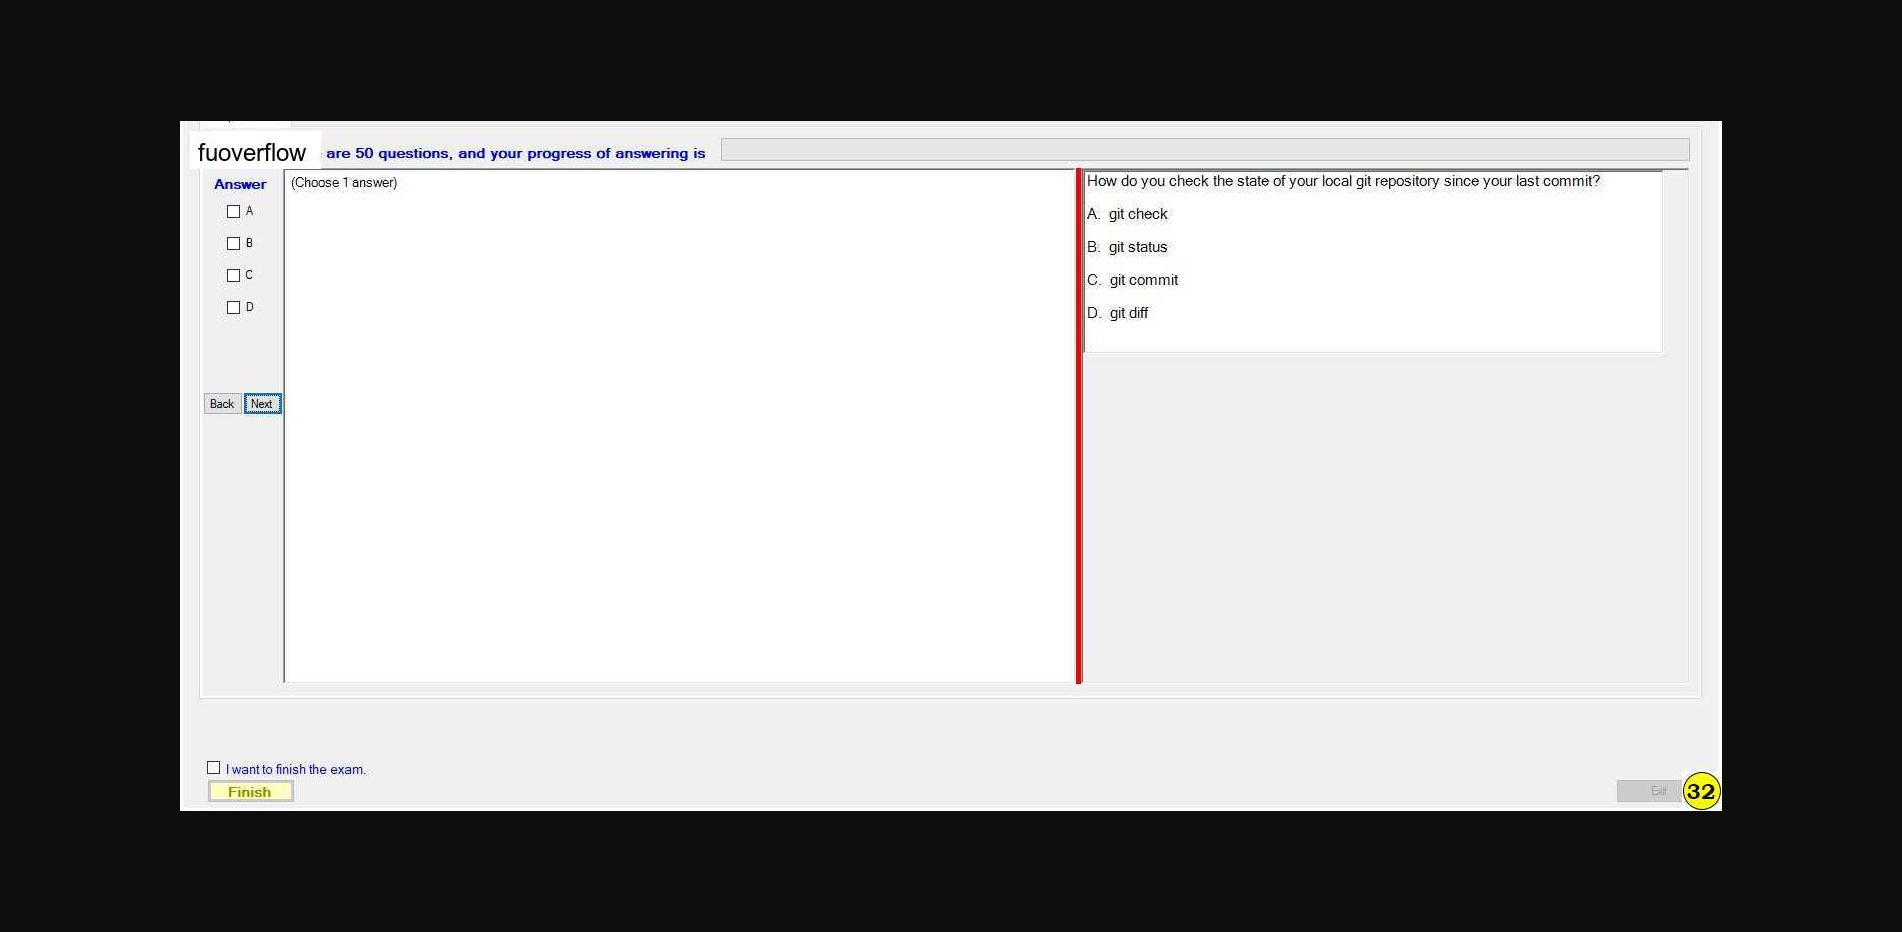 fuoverflow are 50 questions, and your progress of answering is
Answer
(Choose 1 answer)
A
B
C
D
Back Next
How do you check the state of your local git repository since your last commit?
A. git check
B. git status
C. git commit
D. git diff
I want to finish the exam.
Finish
Exit
32